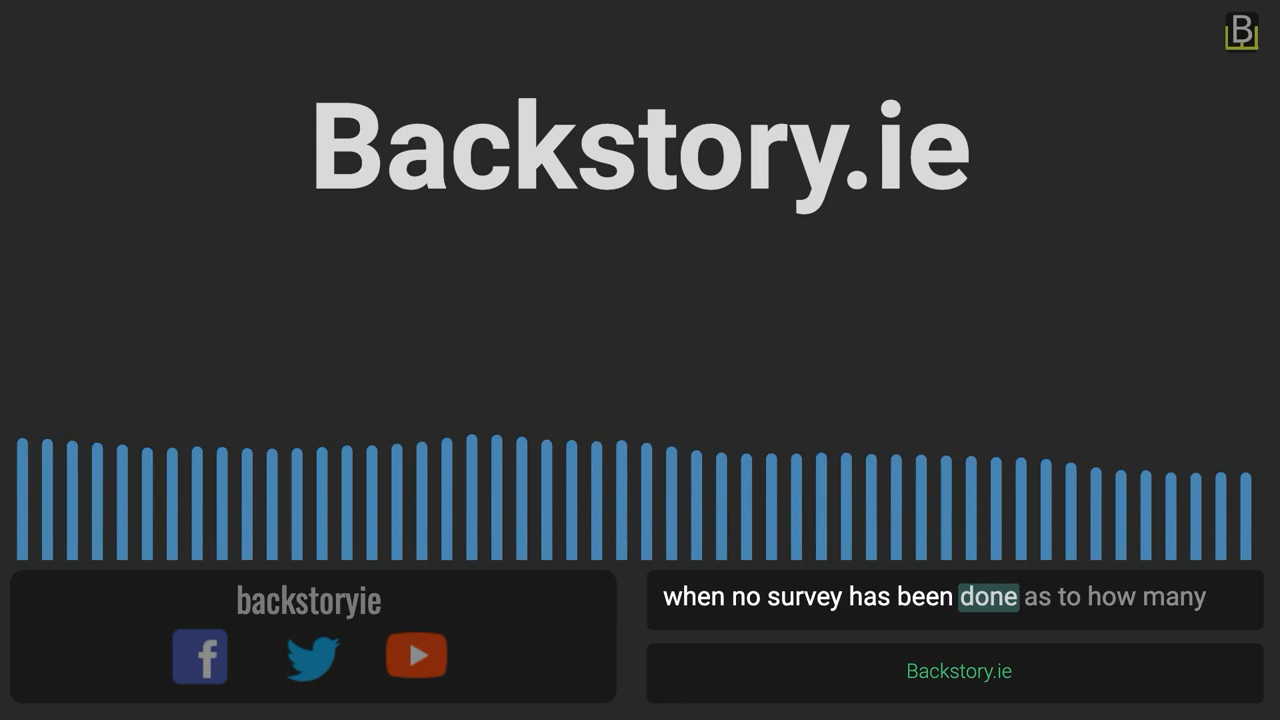 B
Backstory.ie
backstoryie
f
when no survey has been done as to how many
Backstory.ie